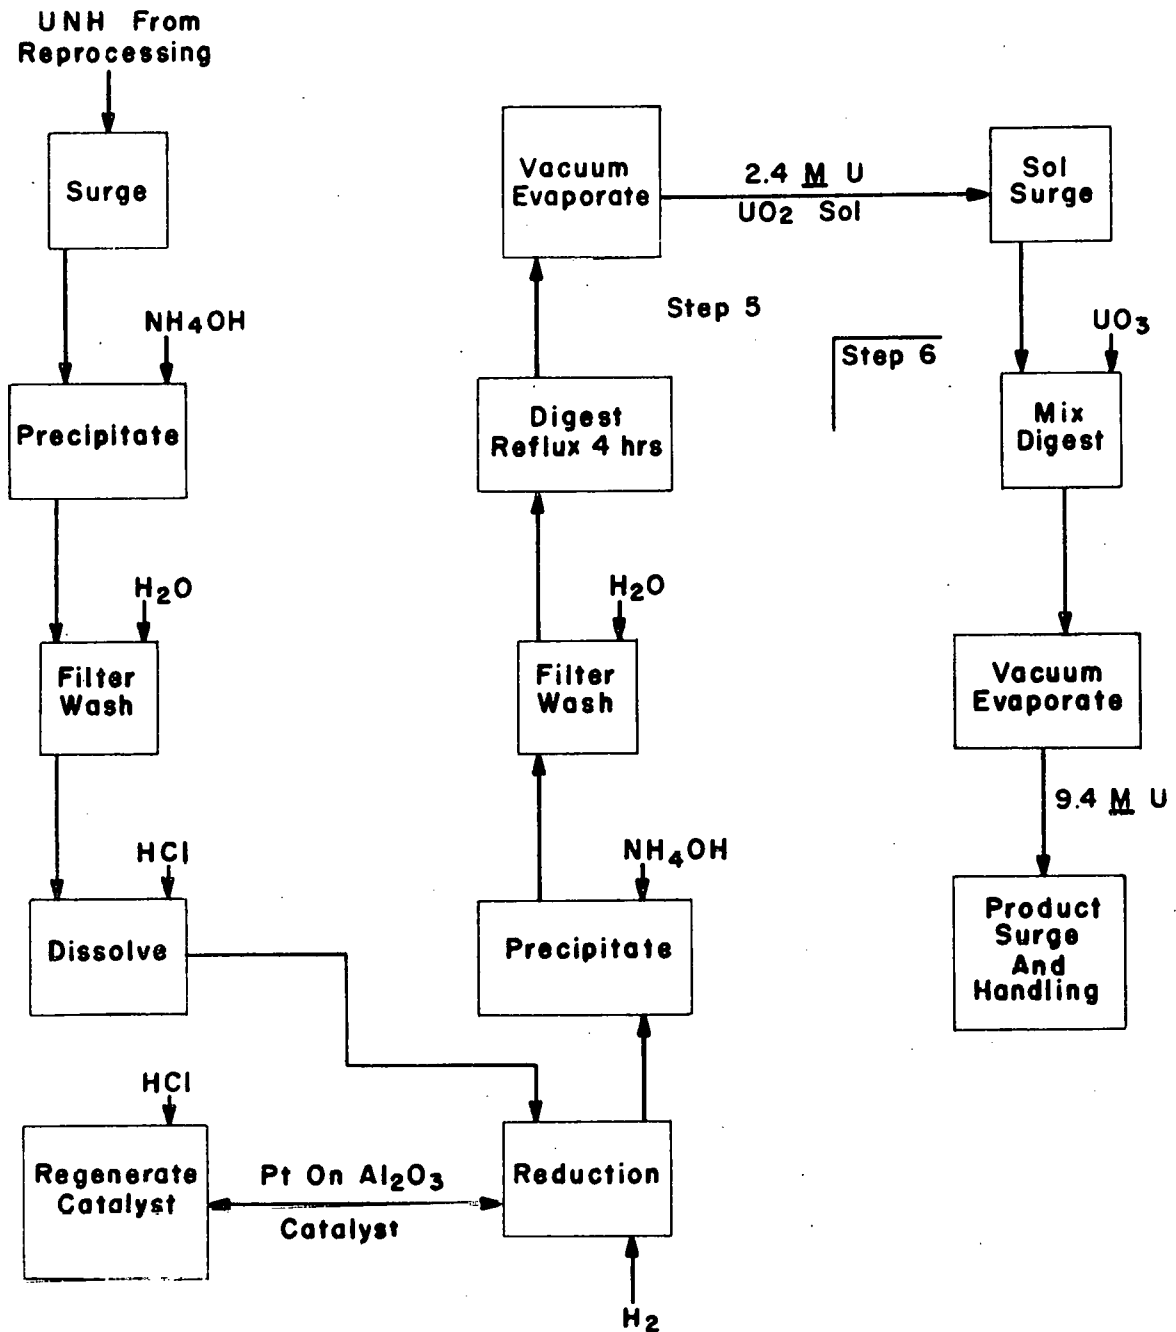 UNH From
Reprocessing
Surge
NH4OH
Precipitate
H2O
Filter
Wash
HCl
Dissolve
HCl
Regenerate
Catalyst
Pt On Al2O3
Catalyst
Reduction
H2
NH4OH
Precipitate
H2O
Filter
Wash
Digest
Reflux 4 hrs
Vacuum
Evaporate
2.4 M U
UO2 Sol
Step 5
Step 6
Sol
Surge
UO3
Mix
Digest
Vacuum
Evaporate
9.4 M U
Product
Surge
And
Handling